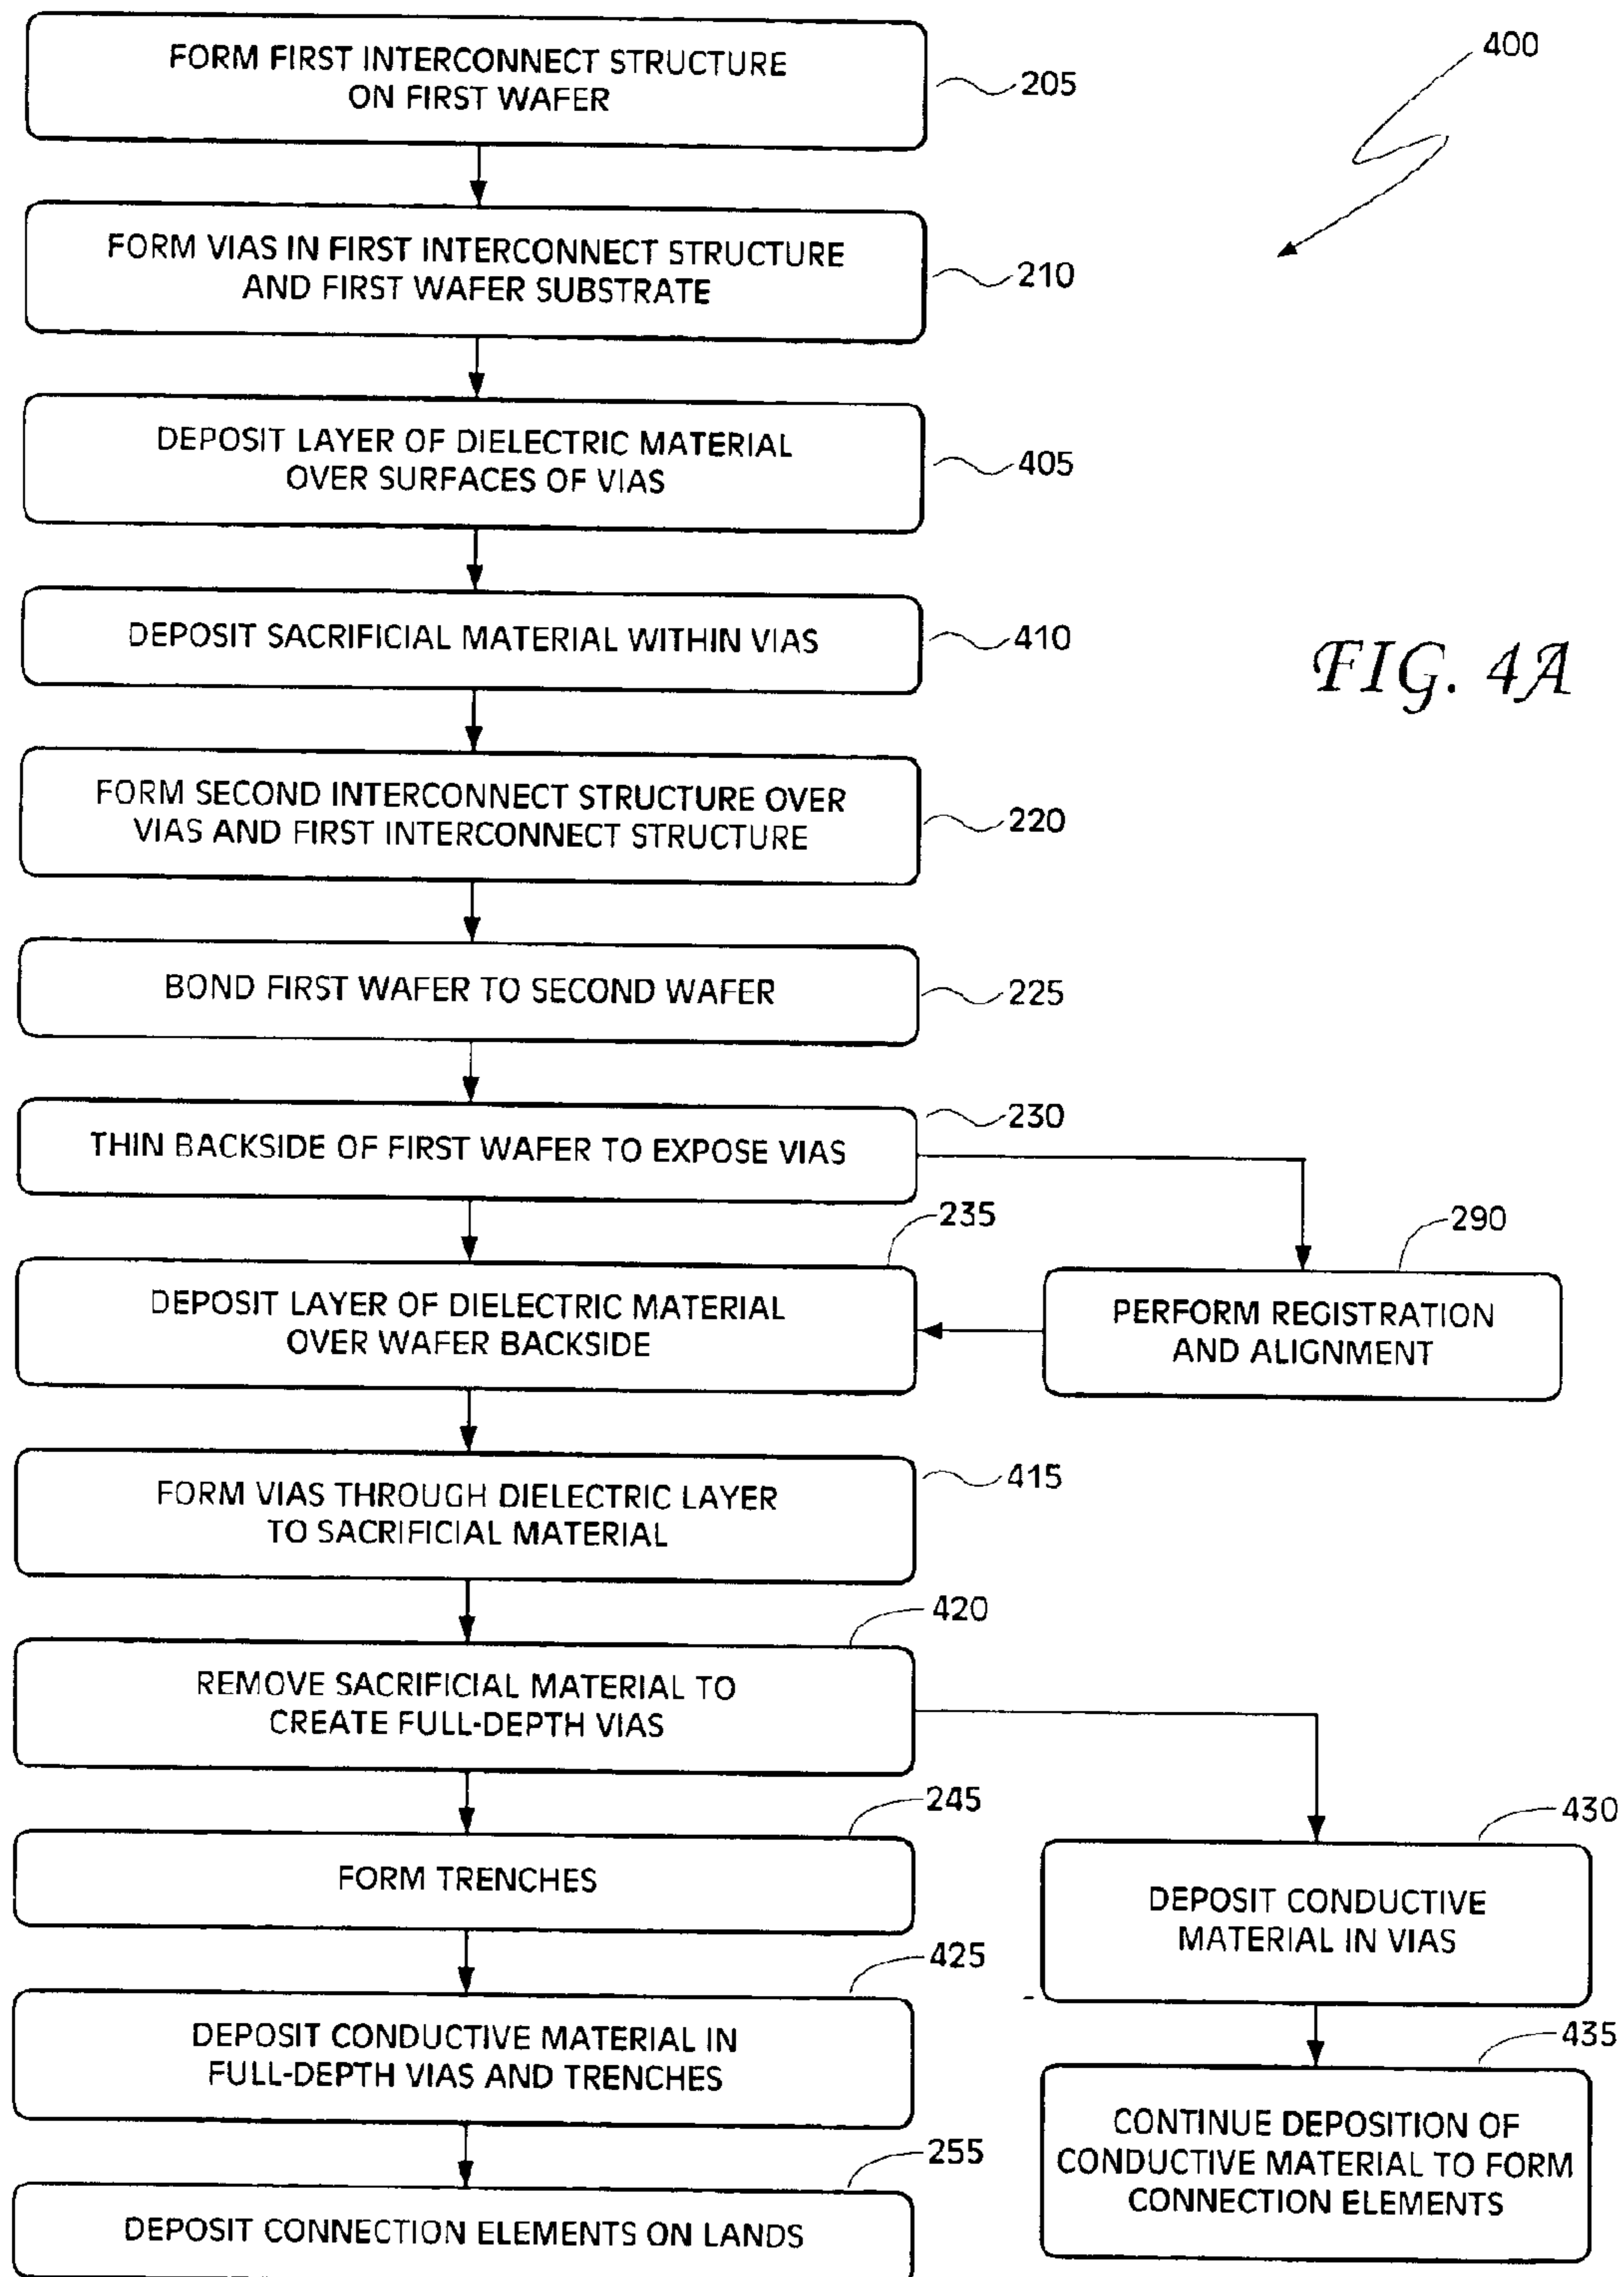 400
FORM FIRST INTERCONNECT STRUCTURE
ON FIRST WAFER
205
FORM VIAS IN FIRST INTERCONNECT STRUCTURE
AND FIRST WAFER SUBSTRATE
210
DEPOSIT LAYER OF DIELECTRIC MATERIAL
OVER SURFACES OF VIAS
405
DEPOSIT SACRIFICIAL MATERIAL WITHIN VIAS
410
FIG. 4A
FORM SECOND INTERCONNECT STRUCTURE OVER
VIAS AND FIRST INTERCONNECT STRUCTURE
220
BOND FIRST WAFER TO SECOND WAFER
225
THIN BACKSIDE OF FIRST WAFER TO EXPOSE VIAS
230
235
DEPOSIT LAYER OF DIELECTRIC MATERIAL
OVER WAFER BACKSIDE
290
PERFORM REGISTRATION
AND ALIGNMENT
FORM VIAS THROUGH DIELECTRIC LAYER
TO SACRIFICIAL MATERIAL
415
420
REMOVE SACRIFICIAL MATERIAL TO
CREATE FULL-DEPTH VIAS
245
FORM TRENCHES
430
DEPOSIT CONDUCTIVE
MATERIAL IN VIAS
425
DEPOSIT CONDUCTIVE MATERIAL IN
FULL-DEPTH VIAS AND TRENCHES
435
CONTINUE DEPOSITION OF
CONDUCTIVE MATERIAL TO FORM
CONNECTION ELEMENTS
255
DEPOSIT CONNECTION ELEMENTS ON LANDS